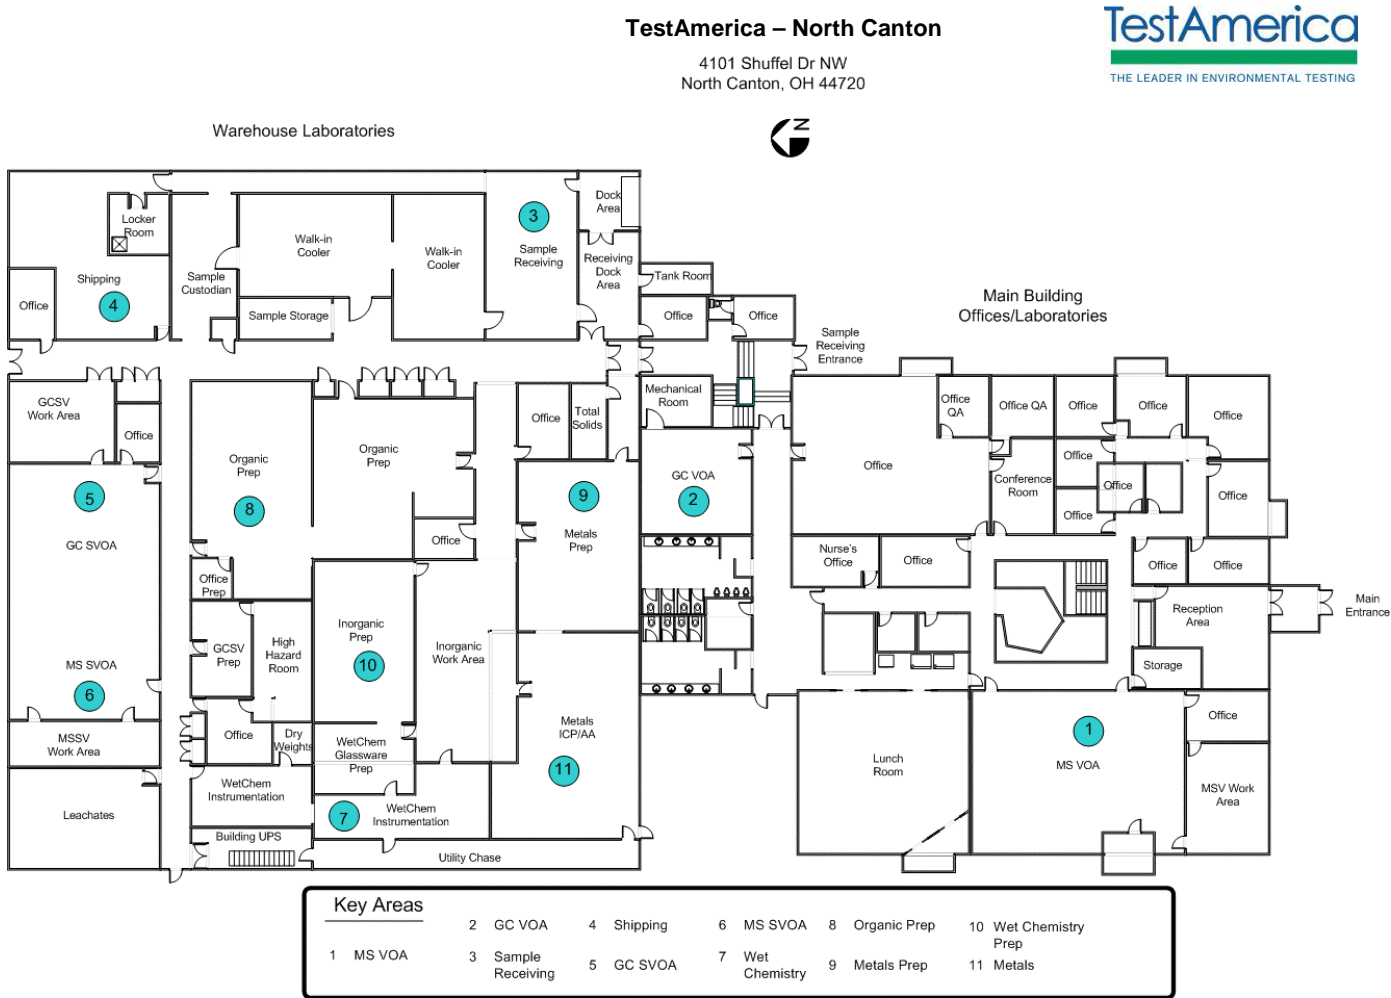 TestAmerica – North Canton
4101 Shuffel Dr NW
North Canton, OH 44720
TestAmerica
THE LEADER IN ENVIRONMENTAL TESTING
N
Warehouse Laboratories
Locker
Room
Shipping
4
Office
Sample
Custodian
Walk-in
Cooler
Sample Storage
Walk-in
Cooler
3
Sample
Receiving
Dock
Area
Receiving
Dock
Area
Tank Room
Office
Office
Sample
Receiving
Entrance
Main Building
Offices/Laboratories
GCSV
Work Area
Office
5
GC SVOA
MS SVOA
6
MSSV
Work Area
Leachates
Organic
Prep
8
Office
Prep
Organic
Prep
Office
Office
Total
Solids
9
Metals
Prep
Mechanical
Room
GC VOA
2
GCSV
Prep
High
Hazard
Room
Inorganic
Prep
10
Inorganic
Work Area
Office
Dry
Weights
WetChem
Glassware
Prep
WetChem
Instrumentation
7
WetChem
Instrumentation
Building UPS
Utility Chase
Metals
ICP/AA
11
Office
Office
QA
Office QA
Office
Office
Office
Office
Conference
Room
Office
Office
Office
Nurse's
Office
Office
Office
Office
Reception
Area
Main
Entrance
Storage
Lunch
Room
1
MS VOA
Office
MSV Work
Area
Key Areas
1 MS VOA
2 GC VOA
3 Sample
Receiving
4 Shipping
5 GC SVOA
6 MS SVOA
7 Wet
Chemistry
8 Organic Prep
9 Metals Prep
10 Wet Chemistry
Prep
11 Metals